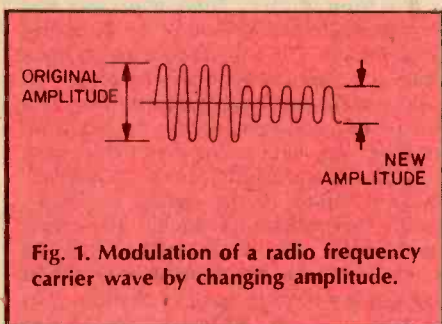 ORIGINAL
AMPLITUDE
NEW
AMPLITUDE
Fig. 1. Modulation of a radio frequency
carrier wave by changing amplitude.